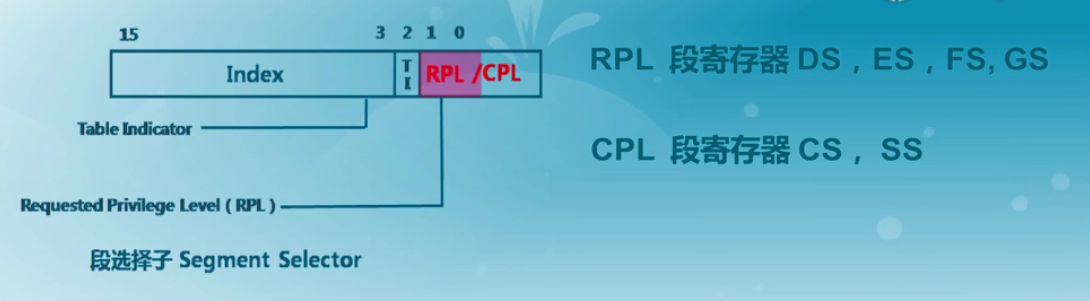 15 3 2 1 0
Index TI RPL /CPL
RPL 段寄存器 DS , ES , FS, GS
Table Indicator
CPL 段寄存器 CS , SS
Requested Privilege Level ( RPL )
段选择子 Segment Selector